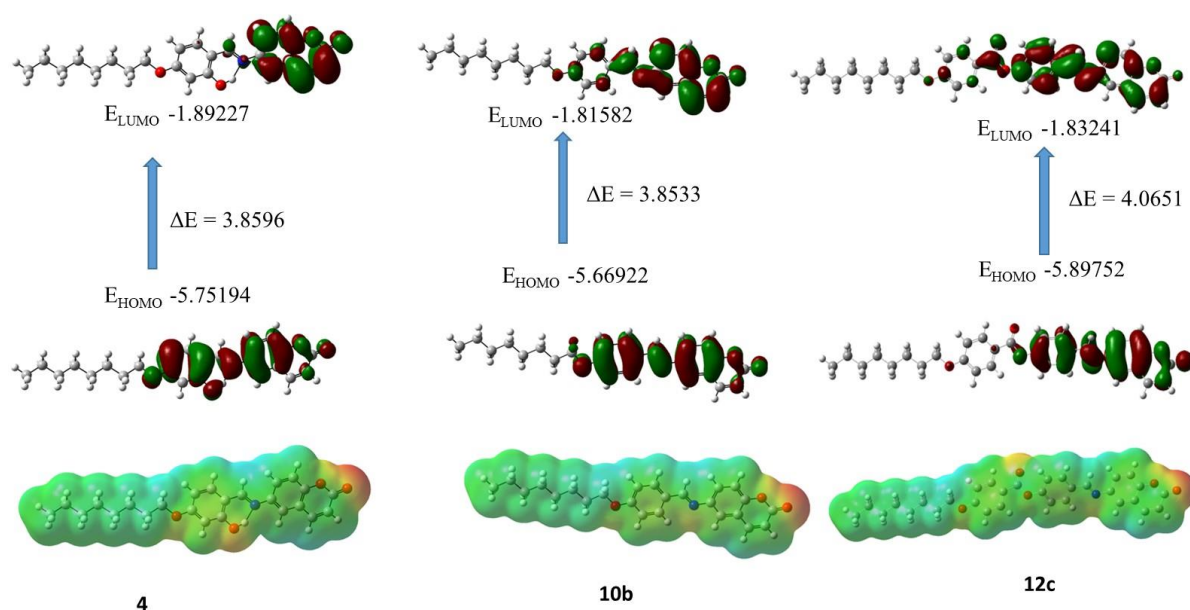 E_LUMO -1.89227
ΔE = 3.8596
E_HOMO -5.75194
4
E_LUMO -1.81582
ΔE = 3.8533
E_HOMO -5.66922
10b
E_LUMO -1.83241
ΔE = 4.0651
E_HOMO -5.89752
12c